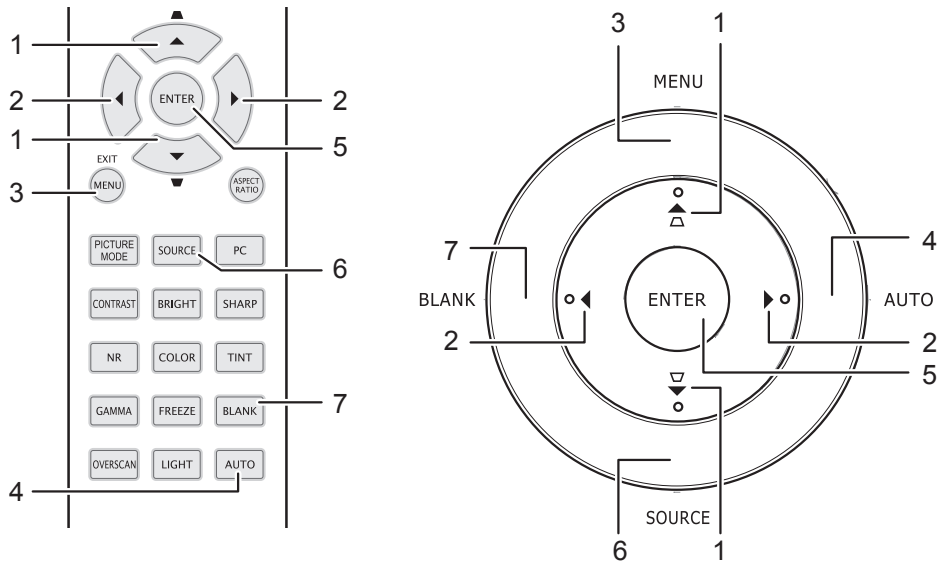 1
2
ENTER
2
1
5
EXIT
3
MENU
ASPECT
RATIO
PICTURE
MODE
SOURCE
PC
6
CONTRAST
BRIGHT
SHARP
NR
COLOR
TINT
GAMMA
FREEZE
BLANK
7
OVERSCAN
LIGHT
AUTO
4
3
1
MENU
7
4
BLANK
ENTER
AUTO
2
2
5
SOURCE
6
1